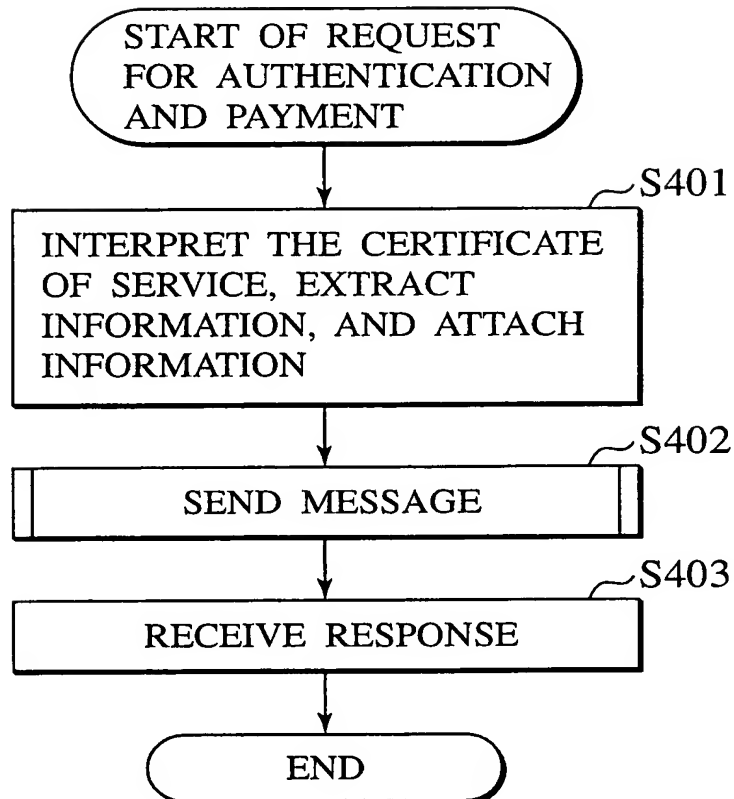 START OF REQUEST
FOR AUTHENTICATION
AND PAYMENT
S401
INTERPRET THE CERTIFICATE
OF SERVICE, EXTRACT
INFORMATION, AND ATTACH
INFORMATION
S402
SEND MESSAGE
S403
RECEIVE RESPONSE
END